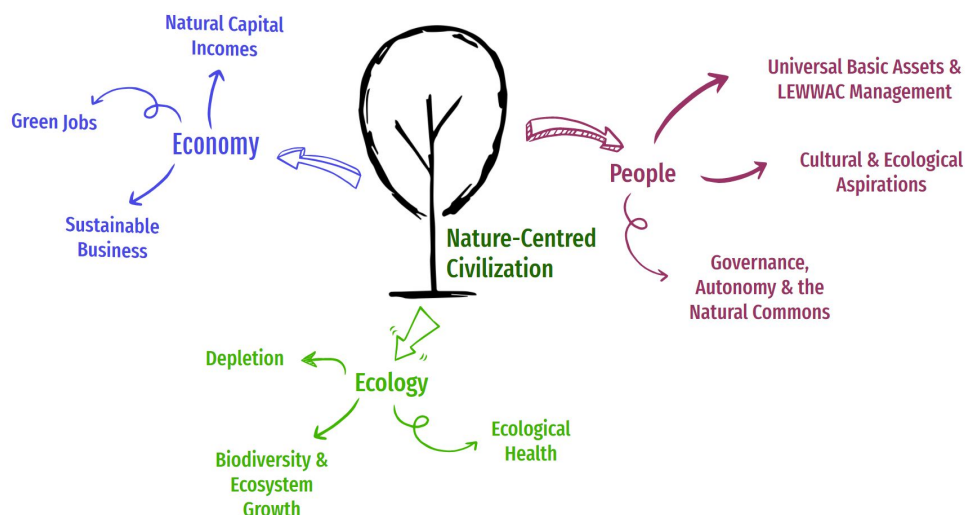 Natural Capital
Incomes
Green Jobs
Economy
Sustainable
Business
Nature-Centred
Civilization
People
Universal Basic Assets &
LEWWAC Management
Cultural & Ecological
Aspirations
Governance,
Autonomy & the
Natural Commons
Depletion
Ecology
Biodiversity &
Ecosystem
Growth
Ecological
Health